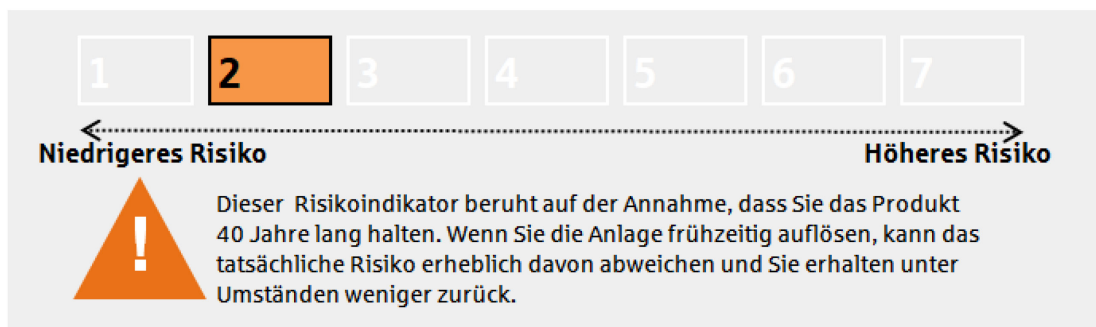 1 2 3 4 5 6 7
Niedrigeres Risiko Höheres Risiko
!
Dieser Risikoindikator beruht auf der Annahme, dass Sie das Produkt
40 Jahre lang halten. Wenn Sie die Anlage frühzeitig auflösen, kann das
tatsächliche Risiko erheblich davon abweichen und Sie erhalten unter
Umständen weniger zurück.